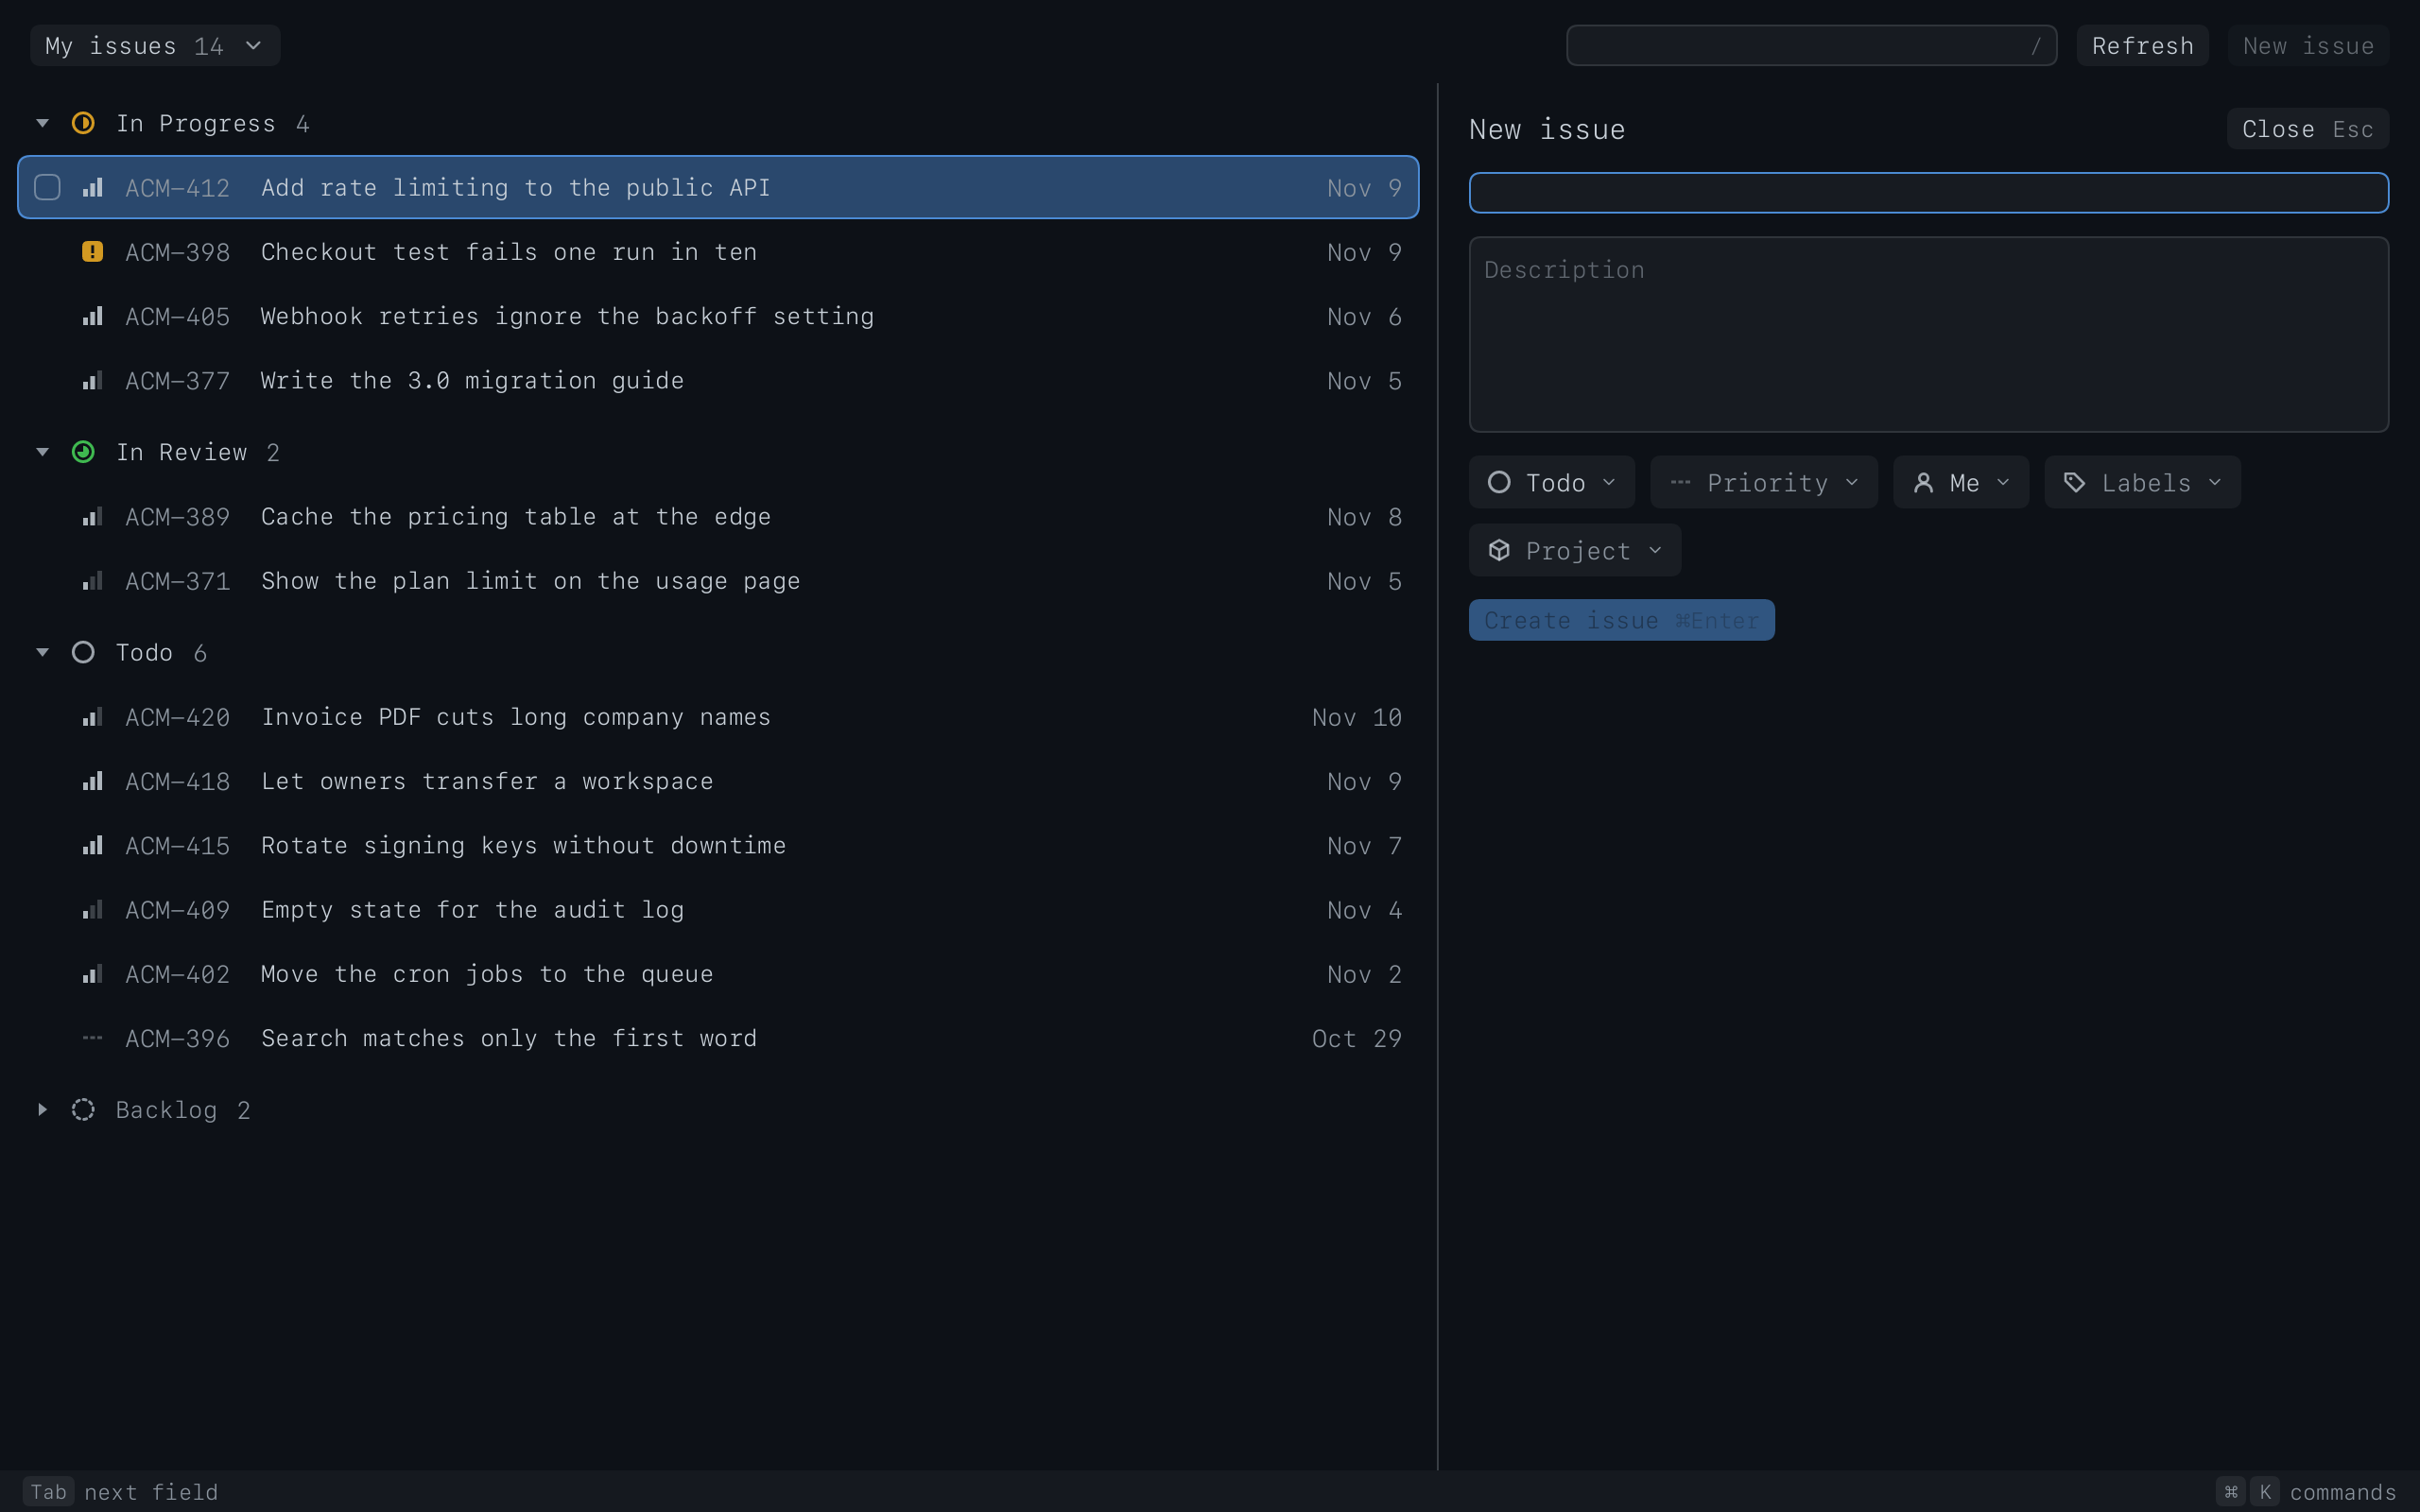 My issues 14
/ Refresh New issue
In Progress 4
ACM-412 Add rate limiting to the public API Nov 9
ACM-398 Checkout test fails one run in ten Nov 9
ACM-405 Webhook retries ignore the backoff setting Nov 6
ACM-377 Write the 3.0 migration guide Nov 5
In Review 2
ACM-389 Cache the pricing table at the edge Nov 8
ACM-371 Show the plan limit on the usage page Nov 5
Todo 6
ACM-420 Invoice PDF cuts long company names Nov 10
ACM-418 Let owners transfer a workspace Nov 9
ACM-415 Rotate signing keys without downtime Nov 7
ACM-409 Empty state for the audit log Nov 4
ACM-402 Move the cron jobs to the queue Nov 2
ACM-396 Search matches only the first word Oct 29
Backlog 2
New issue Close Esc
Description
Todo Priority Me Labels
Project
Create issue ⌘Enter
Tab next field
⌘ K commands